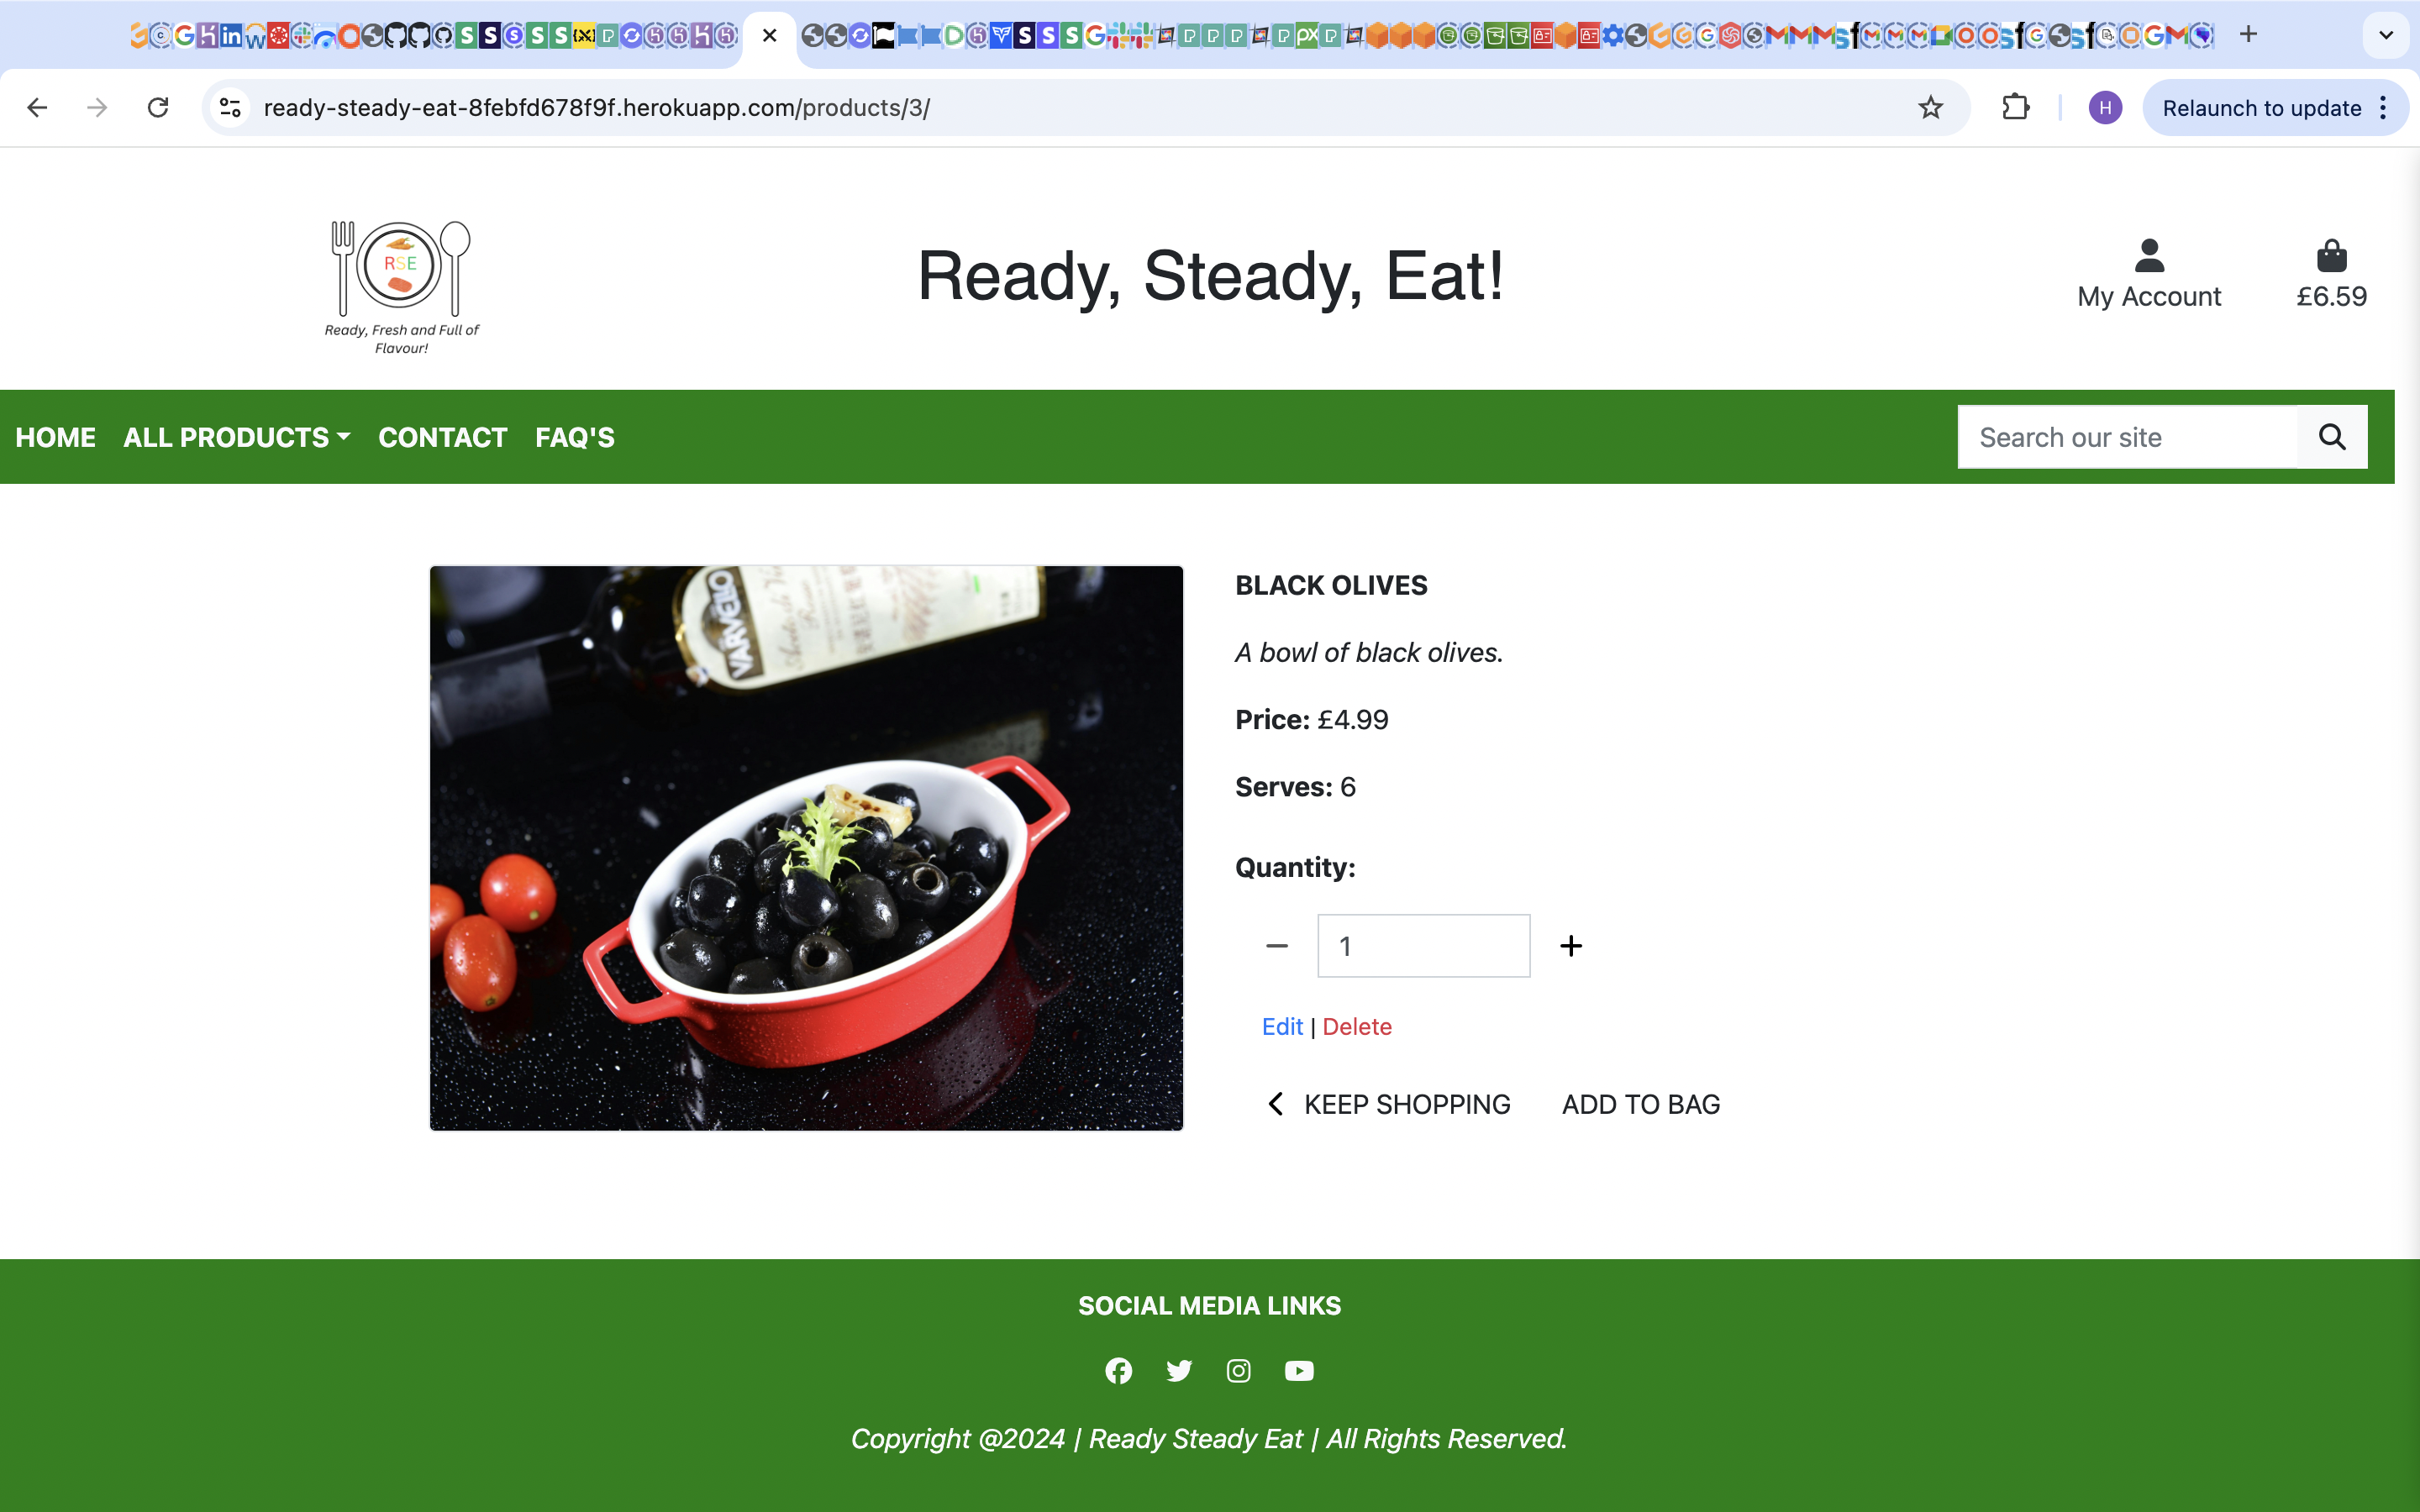 ready-steady-eat-8febfd678f9f.herokuapp.com/products/3/
H
Relaunch to update
RSE
Ready, Fresh and Full of
Flavour!
Ready, Steady, Eat!
My Account
£6.59
HOME
ALL PRODUCTS
CONTACT
FAQ'S
Search our site
VARVELLO
BLACK OLIVES
A bowl of black olives.
Price: £4.99
Serves: 6
Quantity:
1
Edit | Delete
KEEP SHOPPING
ADD TO BAG
SOCIAL MEDIA LINKS
Copyright @2024 | Ready Steady Eat | All Rights Reserved.